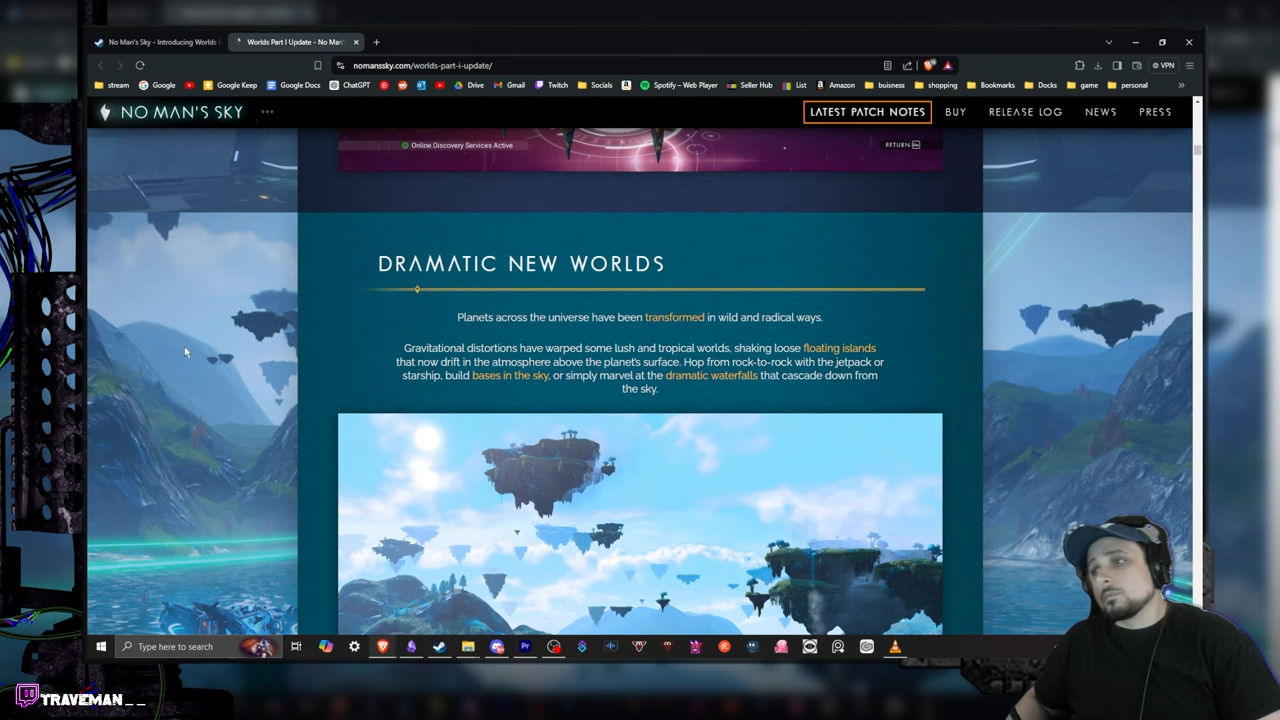 No Man's Sky - Introducing Worlds
Worlds Part I Update - No Man'
nomanssky.com/worlds-part-i-update/
VPN
stream
Google
Google Keep
Google Docs
ChatGPT
Drive
Gmail
Twitch
Socials
Spotify – Web Player
Seller Hub
List
Amazon
buisness
shopping
Bookmarks
Docks
game
personal
NO MAN'S SKY
LATEST PATCH NOTES
BUY
RELEASE LOG
NEWS
PRESS
Online Discovery Services Active
RETURN
DRAMATIC NEW WORLDS
Planets across the universe have been transformed in wild and radical ways.
Gravitational distortions have warped some lush and tropical worlds, shaking loose floating islands
that now drift in the atmosphere above the planet's surface. Hop from rock-to-rock with the jetpack or
starship, build bases in the sky, or simply marvel at the dramatic waterfalls that cascade down from
the sky.
Type here to search
Pr
TRAVEMAN__